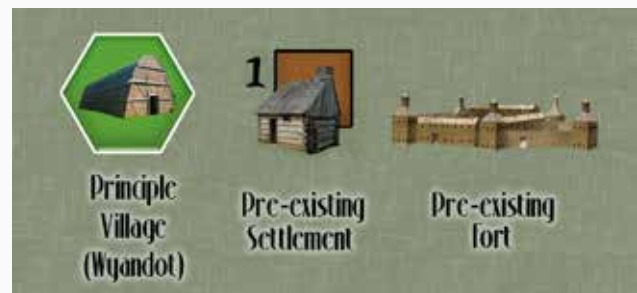 1
Principle
Village
(Wyandot)
Pre-existing
Settlement
Pre-existing
Fort